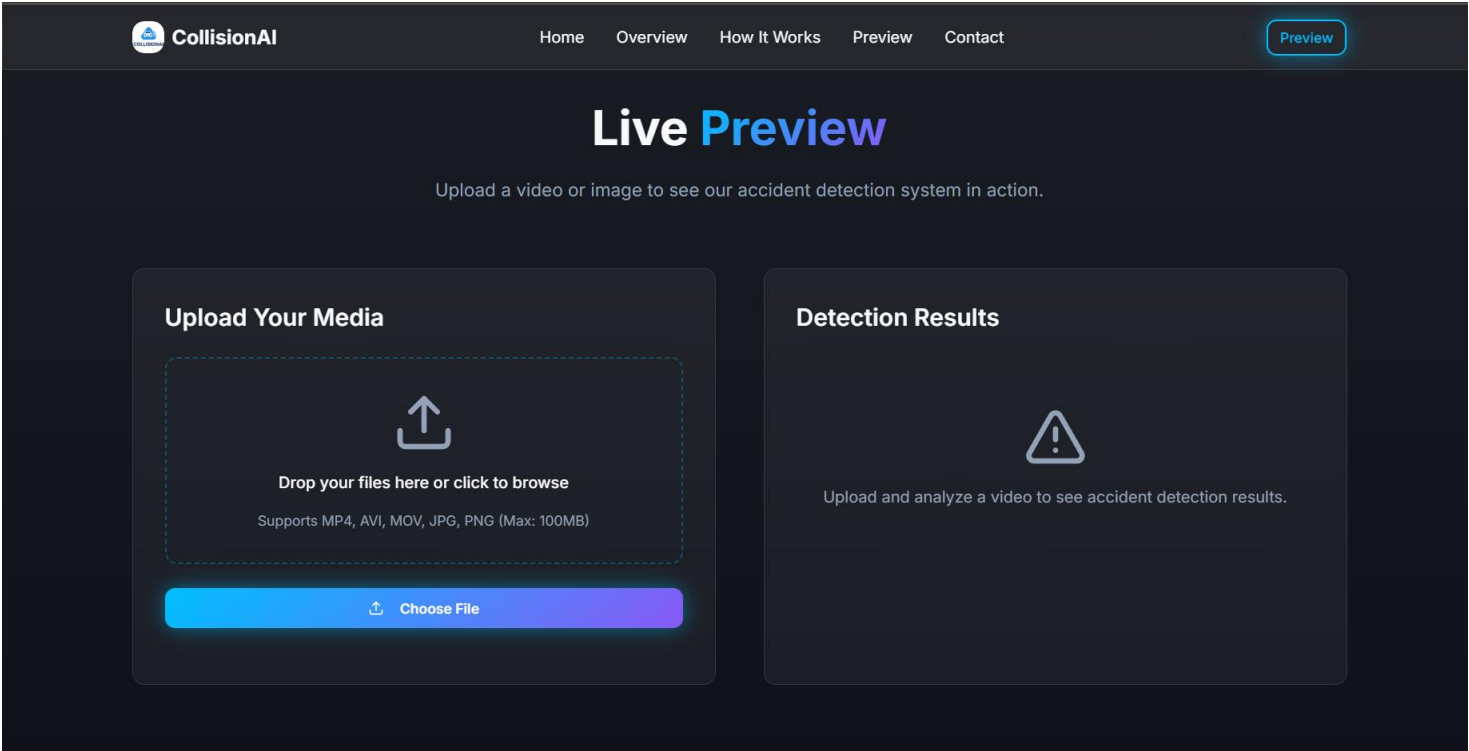 CollisionAI
Home Overview How It Works Preview Contact
Preview
Live Preview
Upload a video or image to see our accident detection system in action.
Upload Your Media
Drop your files here or click to browse
Supports MP4, AVI, MOV, JPG, PNG (Max: 100MB)
Choose File
Detection Results
Upload and analyze a video to see accident detection results.